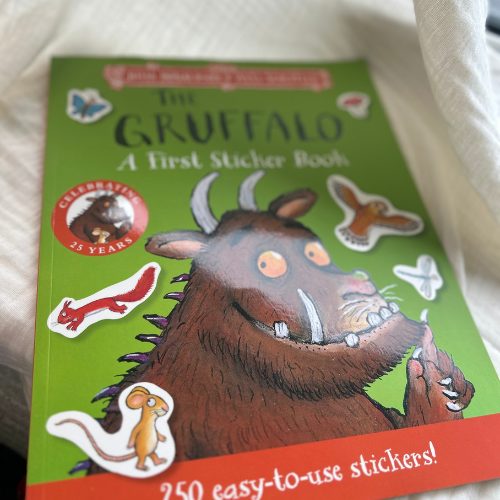 THE
GRUFFALO
A First Sticker Book
CELEBRATING
25 YEARS
250 easy-to-use stickers!